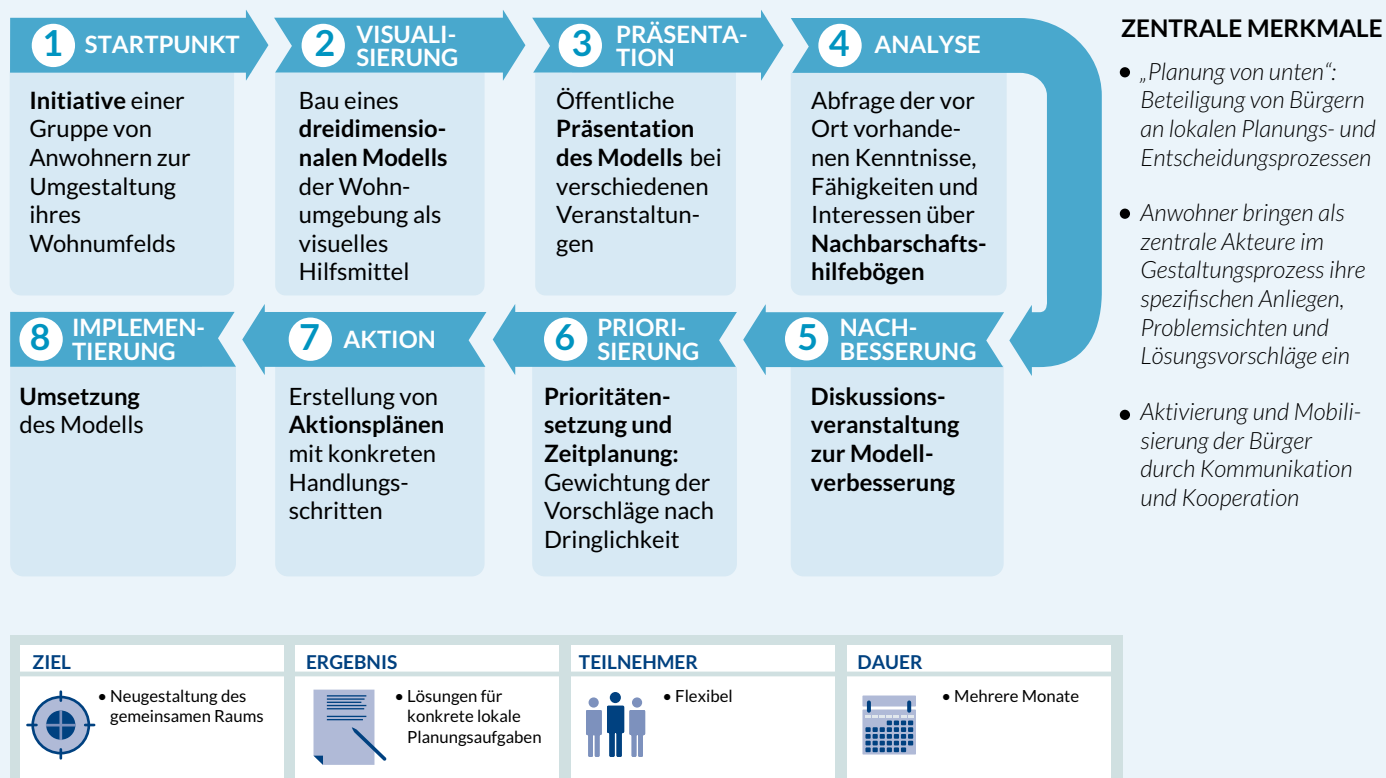 1 STARTPUNKT
Initiative einer
Gruppe von
Anwohnern zur
Umgestaltung
ihres
Wohnumfelds
2 VISUALI-
SIERUNG
Bau eines
dreidimensio-
nalen Modells
der Wohn-
umgebung als
visuelles
Hilfsmittel
3 PRÄSENTA-
TION
Öffentliche
Präsentation
des Modells bei
verschiedenen
Veranstaltun-
gen
4 ANALYSE
Abfrage der vor
Ort vorhande-
nen Kenntnisse,
Fähigkeiten und
Interessen über
Nachbarschafts-
hilfebögen
5 NACH-
BESSERUNG
Diskussions-
veranstaltung
zur Modell-
verbesserung
6 PRIORI-
SIERUNG
Prioritäten-
setzung und
Zeitplanung:
Gewichtung der
Vorschläge nach
Dringlichkeit
7 AKTION
Erstellung von
Aktionsplänen
mit konkreten
Handlungs-
schritten
8 IMPLEMEN-
TIERUNG
Umsetzung
des Modells
ZENTRALE MERKMALE
• „Planung von unten“:
Beteiligung von Bürgern
an lokalen Planungs- und
Entscheidungsprozessen
• Anwohner bringen als
zentrale Akteure im
Gestaltungsprozess ihre
spezifischen Anliegen,
Problemsichten und
Lösungsvorschläge ein
• Aktivierung und Mobili-
sierung der Bürger
durch Kommunikation
und Kooperation
ZIEL
• Neugestaltung des
gemeinsamen Raums
ERGEBNIS
• Lösungen für
konkrete lokale
Planungsaufgaben
TEILNEHMER
• Flexibel
DAUER
• Mehrere Monate